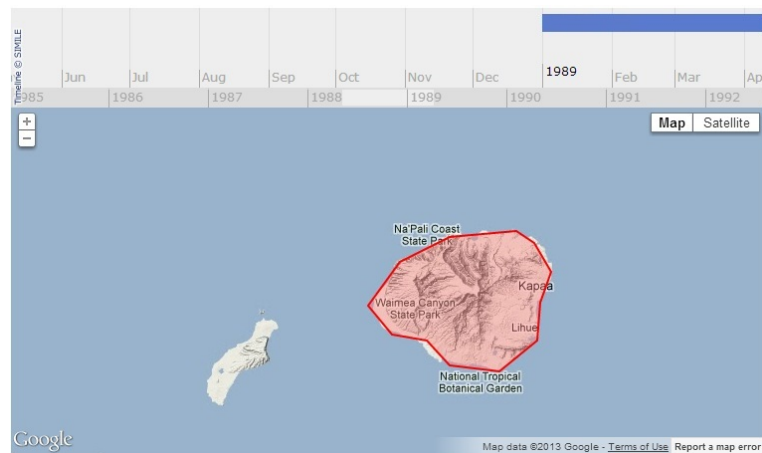 Timeline © SIMILE
Jun Jul Aug Sep Oct Nov Dec 1989 Feb Mar Ap
1985 1986 1987 1988 1989 1990 1991 1992
+
−
Map Satellite
Na'Pali Coast
State Park
Kapaa
Waimea Canyon
State Park
Lihue
National Tropical
Botanical Garden
Google
Map data ©2013 Google - Terms of Use Report a map error